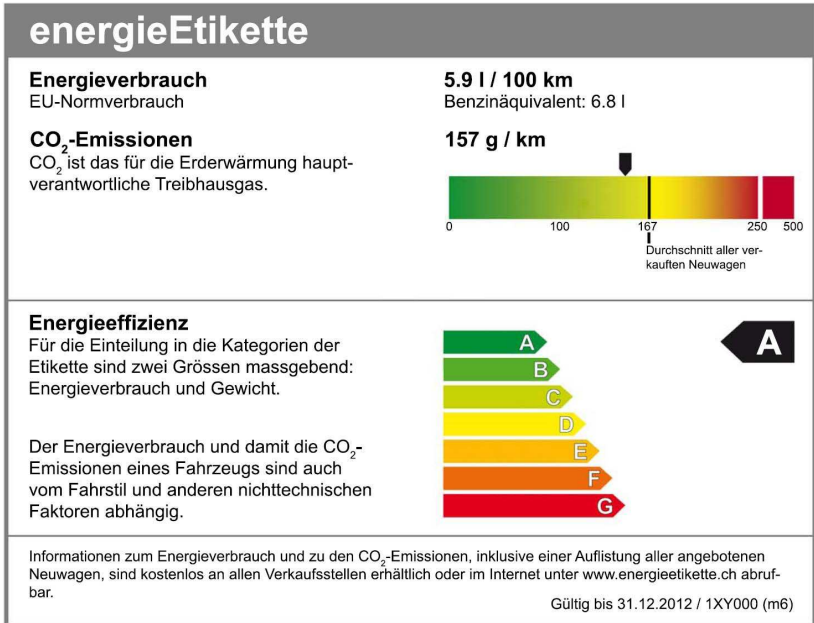 energieEtikette
Energieverbrauch
EU-Normverbrauch
5.9 l / 100 km
Benzinäquivalent: 6.8 l
CO₂-Emissionen
CO₂ ist das für die Erderwärmung haupt-
verantwortliche Treibhausgas.
157 g / km
0 100 167 250 500
Durchschnitt aller ver-
kauften Neuwagen
Energieeffizienz
Für die Einteilung in die Kategorien der
Etikette sind zwei Grössen massgebend:
Energieverbrauch und Gewicht.
Der Energieverbrauch und damit die CO₂-
Emissionen eines Fahrzeugs sind auch
vom Fahrstil und anderen nichttechnischen
Faktoren abhängig.
A
B
C
D
E
F
G
A
Informationen zum Energieverbrauch und zu den CO₂-Emissionen, inklusive einer Auflistung aller angebotenen
Neuwagen, sind kostenlos an allen Verkaufsstellen erhältlich oder im Internet unter www.energieetikette.ch abruf-
bar.
Gültig bis 31.12.2012 / 1XY000 (m6)